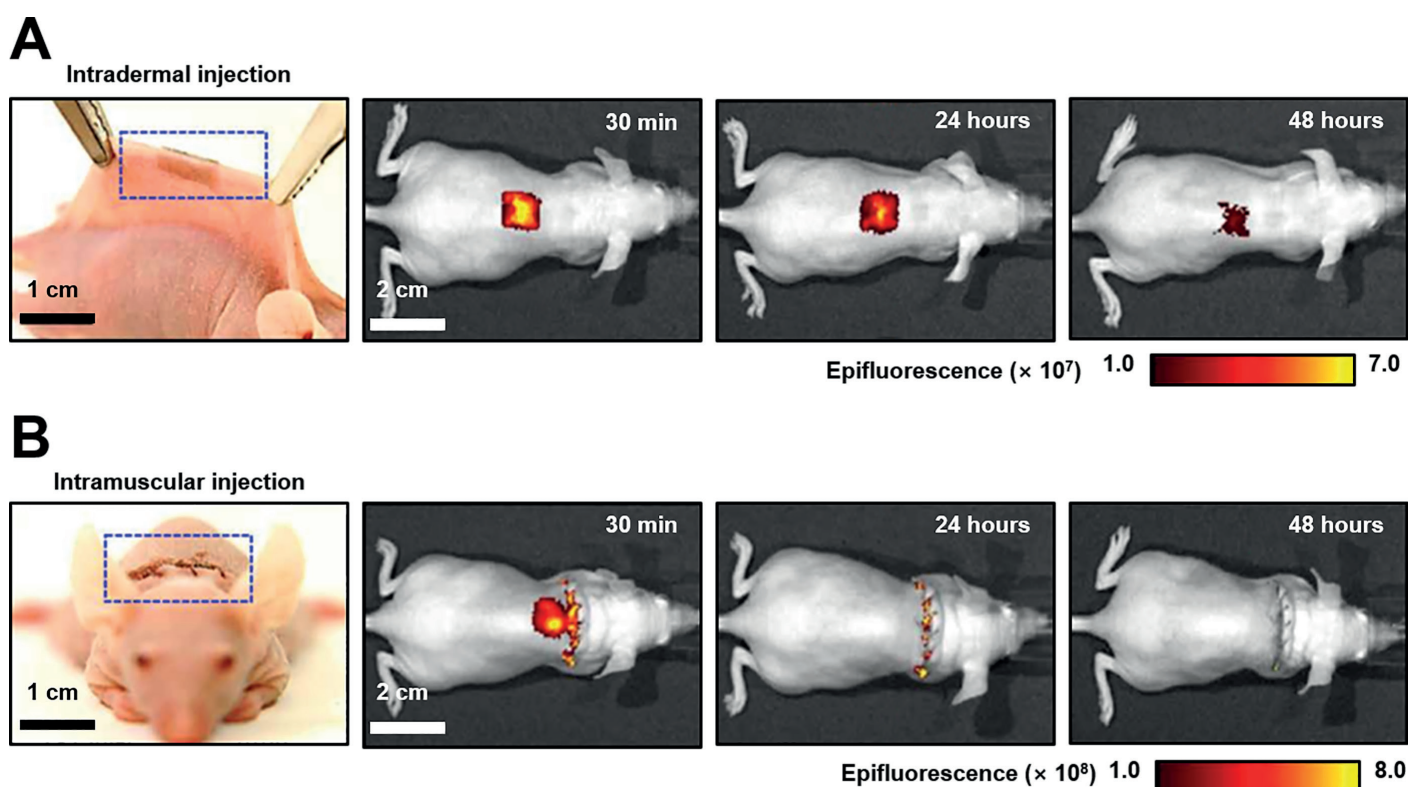 A
Intradermal injection
30 min
24 hours
48 hours
1 cm
2 cm
Epifluorescence (× 10⁷) 1.0 7.0
B
Intramuscular injection
30 min
24 hours
48 hours
1 cm
2 cm
Epifluorescence (× 10⁸) 1.0 8.0